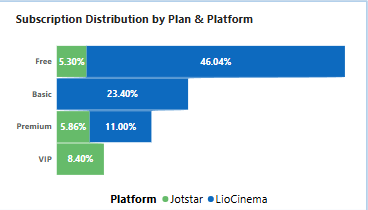 Subscription Distribution by Plan & Platform
Free 5.30% 46.04%
Basic 23.40%
Premium 5.86% 11.00%
VIP 8.40%
Platform Jotstar LioCinema